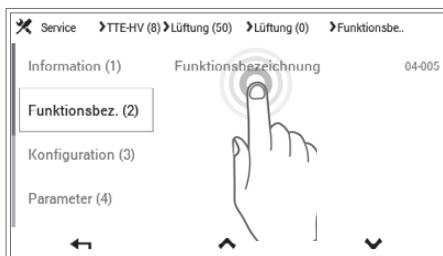 Service >TTE-HV (8) >Lüftung (50) >Lüftung (0) >Funktionsbe..
Information (1) Funktionsbezeichnung 04-005
Funktionsbez. (2)
Konfiguration (3)
Parameter (4)